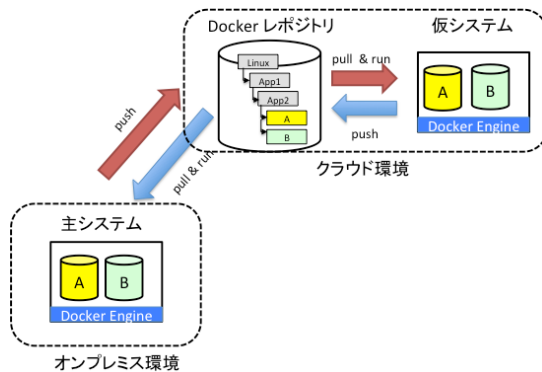 Docker レポジトリ
仮システム
Linux
App1
App2
A
B
pull & run
push
A
B
Docker Engine
クラウド環境
push
pull & run
主システム
A
B
Docker Engine
オンプレミス環境